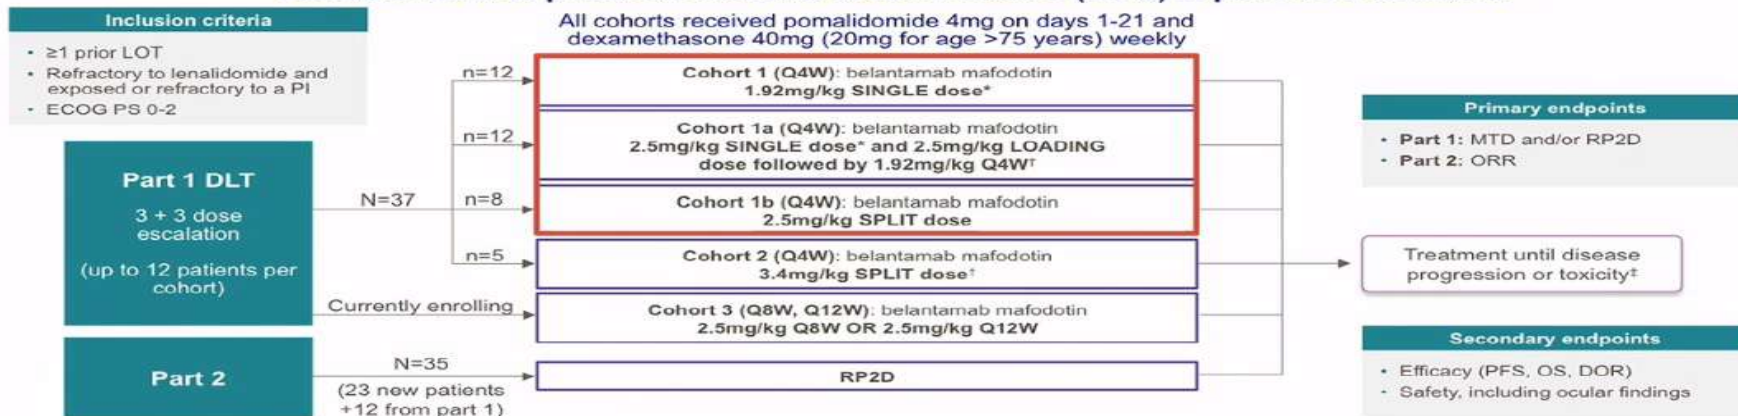 Inclusion criteria
• ≥1 prior LOT
• Refractory to lenalidomide and
exposed or refractory to a PI
• ECOG PS 0-2
All cohorts received pomalidomide 4mg on days 1-21 and
dexamethasone 40mg (20mg for age >75 years) weekly
Part 1 DLT
3 + 3 dose
escalation
(up to 12 patients per
cohort)
N=37
n=12
Cohort 1 (Q4W): belantamab mafodotin
1.92mg/kg SINGLE dose*
n=12
Cohort 1a (Q4W): belantamab mafodotin
2.5mg/kg SINGLE dose* and 2.5mg/kg LOADING
dose followed by 1.92mg/kg Q4W†
n=8
Cohort 1b (Q4W): belantamab mafodotin
2.5mg/kg SPLIT dose
n=5
Cohort 2 (Q4W): belantamab mafodotin
3.4mg/kg SPLIT dose†
Currently enrolling
Cohort 3 (Q8W, Q12W): belantamab mafodotin
2.5mg/kg Q8W OR 2.5mg/kg Q12W
Part 2
N=35
(23 new patients
+12 from part 1)
RP2D
Primary endpoints
• Part 1: MTD and/or RP2D
• Part 2: ORR
Treatment until disease
progression or toxicity‡
Secondary endpoints
• Efficacy (PFS, OS, DOR)
• Safety, including ocular findings